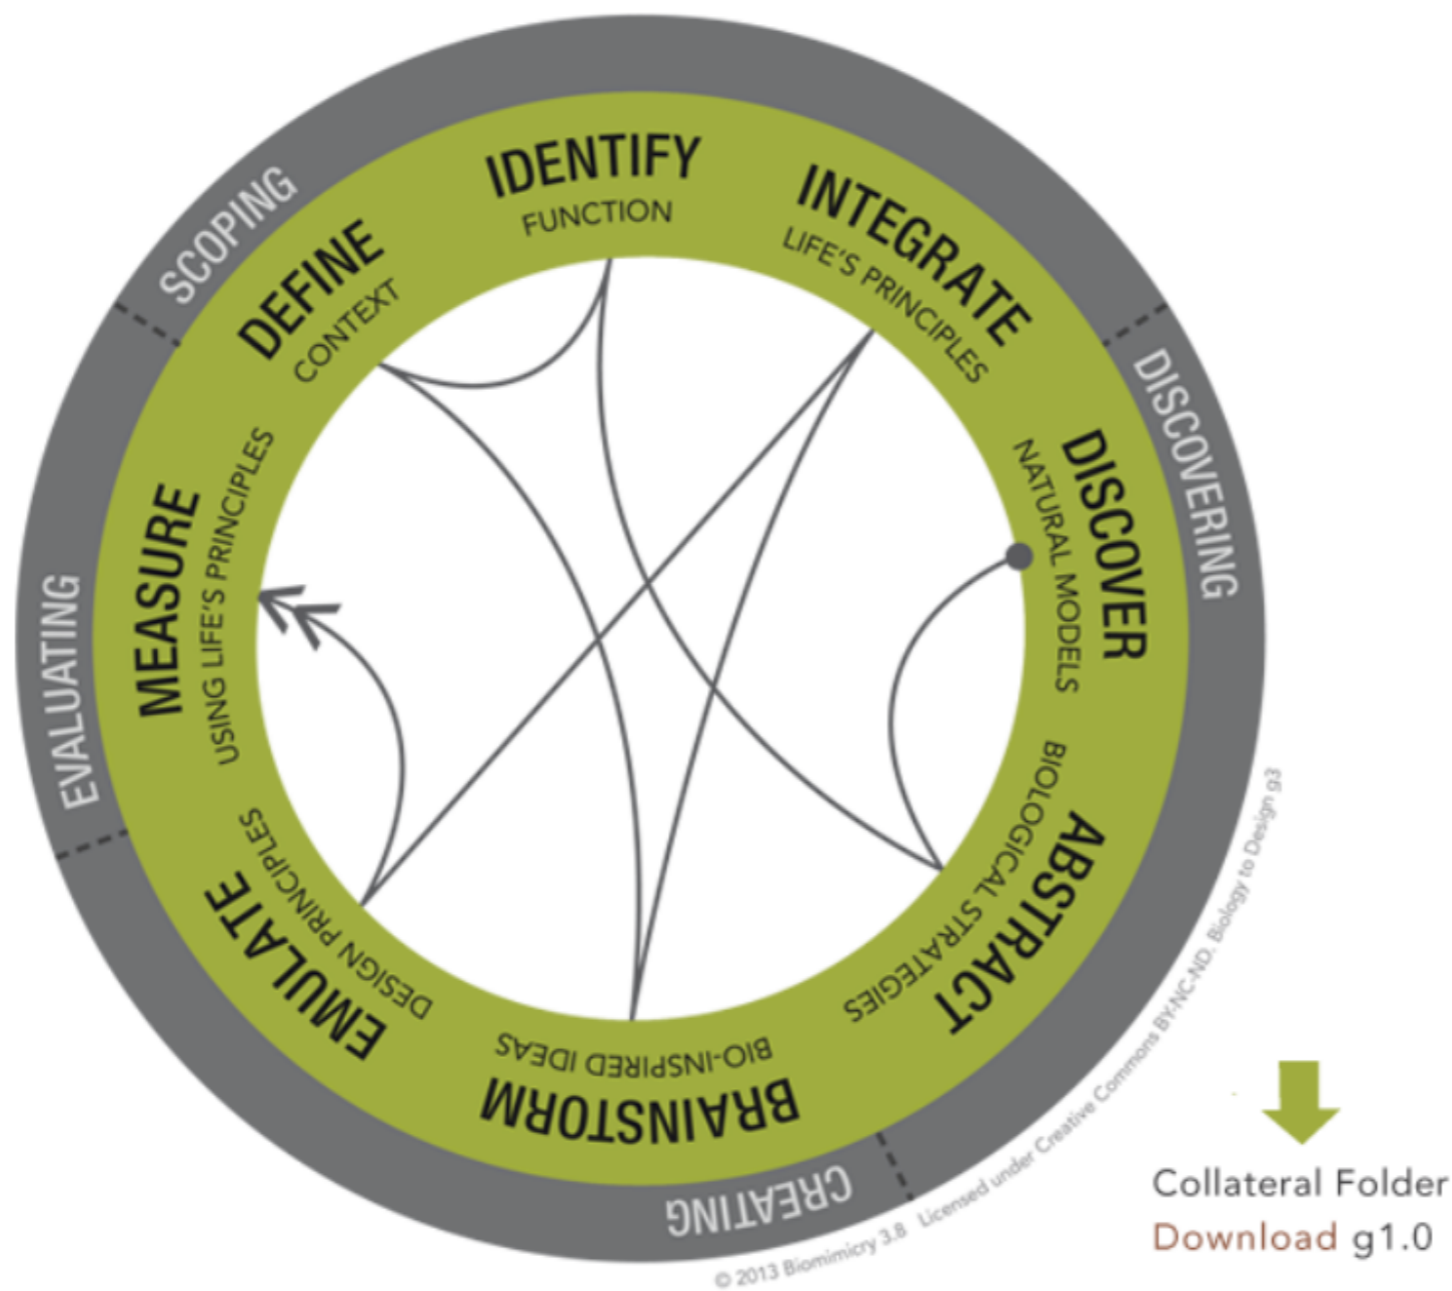 SCOPING
DEFINE
CONTEXT
IDENTIFY
FUNCTION
INTEGRATE
LIFE'S PRINCIPLES
DISCOVERING
DISCOVER
NATURAL MODELS
ABSTRACT
BIOLOGICAL STRATEGIES
CREATING
BRAINSTORM
BIO-INSPIRED IDEAS
EMULATE
DESIGN PRINCIPLES
EVALUATING
MEASURE
USING LIFE'S PRINCIPLES
© 2013 Biomimicry 3.8 Licensed under Creative Commons BY-NC-ND. Biology to Design g3
Collateral Folder
Download g1.0